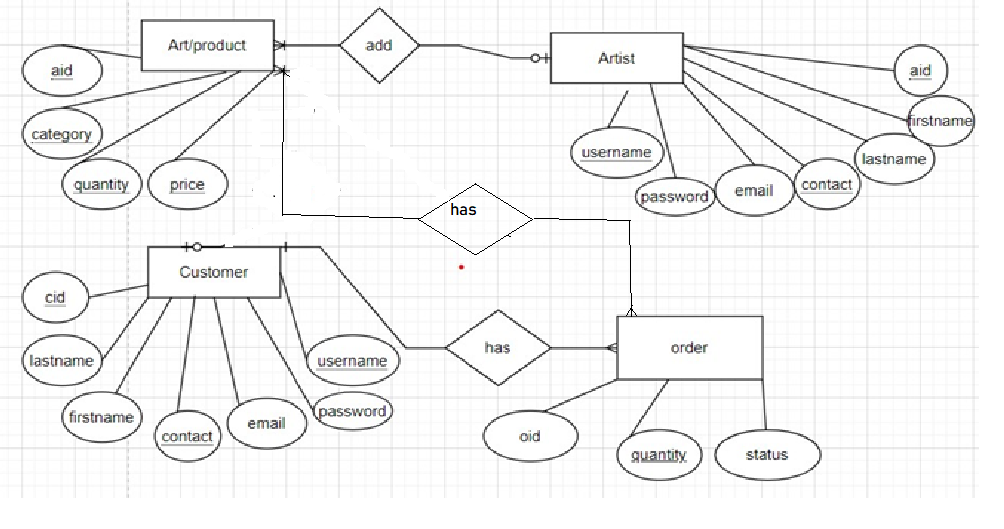 Art/product
add
Artist
aid
category
quantity
price
aid
firstname
lastname
contact
email
password
username
has
Customer
cid
lastname
firstname
contact
email
password
username
has
order
oid
quantity
status